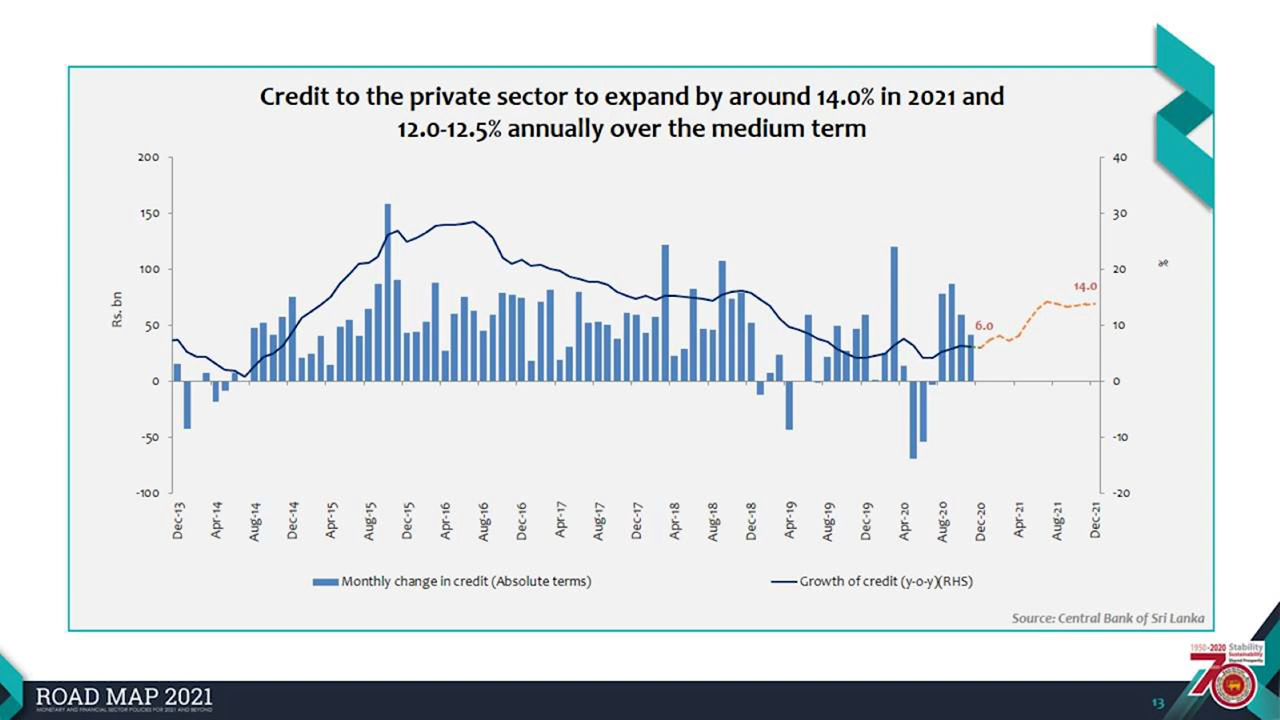 Credit to the private sector to expand by around 14.0% in 2021 and
12.0-12.5% annually over the medium term
200
150
100
50
0
-50
-100
Rs. bn
40
30
20
10
0
-10
-20
%
14.0
6.0
Dec-13
Apr-14
Aug-14
Dec-14
Apr-15
Aug-15
Dec-15
Apr-16
Aug-16
Dec-16
Apr-17
Aug-17
Dec-17
Apr-18
Aug-18
Dec-18
Apr-19
Aug-19
Dec-19
Apr-20
Aug-20
Dec-20
Apr-21
Aug-21
Dec-21
Monthly change in credit (Absolute terms)
Growth of credit (y-o-y)(RHS)
Source: Central Bank of Sri Lanka
1950-2020 Stability
Sustainability
Shared Prosperity
70
ROAD MAP 2021
MONETARY AND FINANCIAL SECTOR POLICIES FOR 2021 AND BEYOND
13